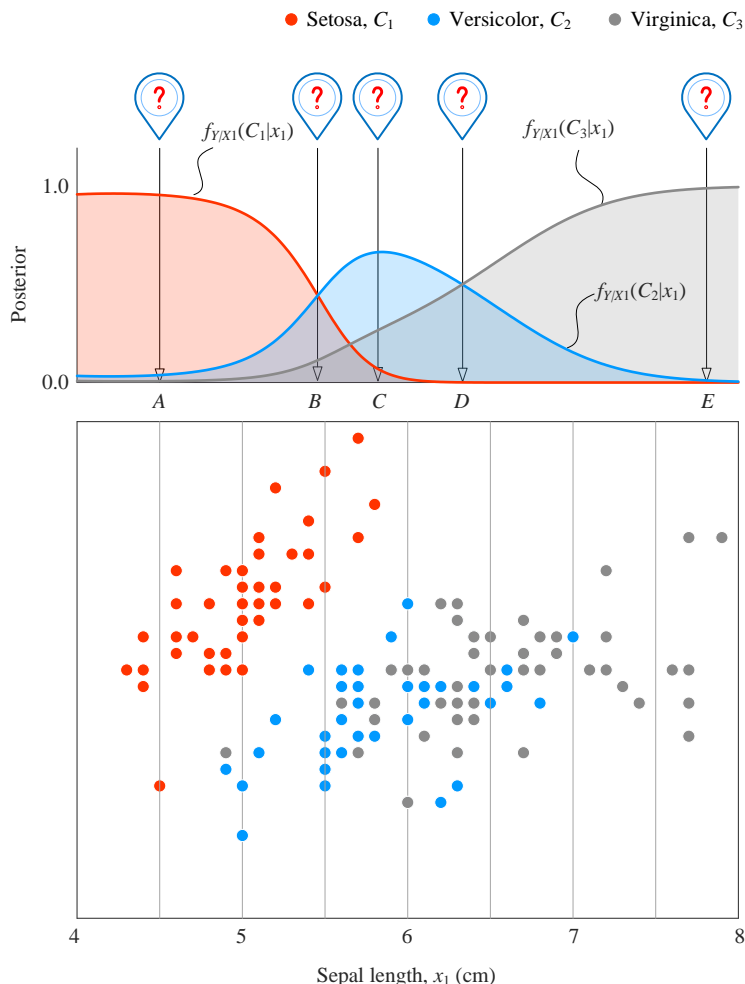 Setosa, C1 Versicolor, C2 Virginica, C3
? ? ? ? ?
fY/X1(C1|x1) fY/X1(C3|x1)
1.0
Posterior
fY/X1(C2|x1)
0.0
A B C D E
4 5 6 7 8
Sepal length, x1 (cm)